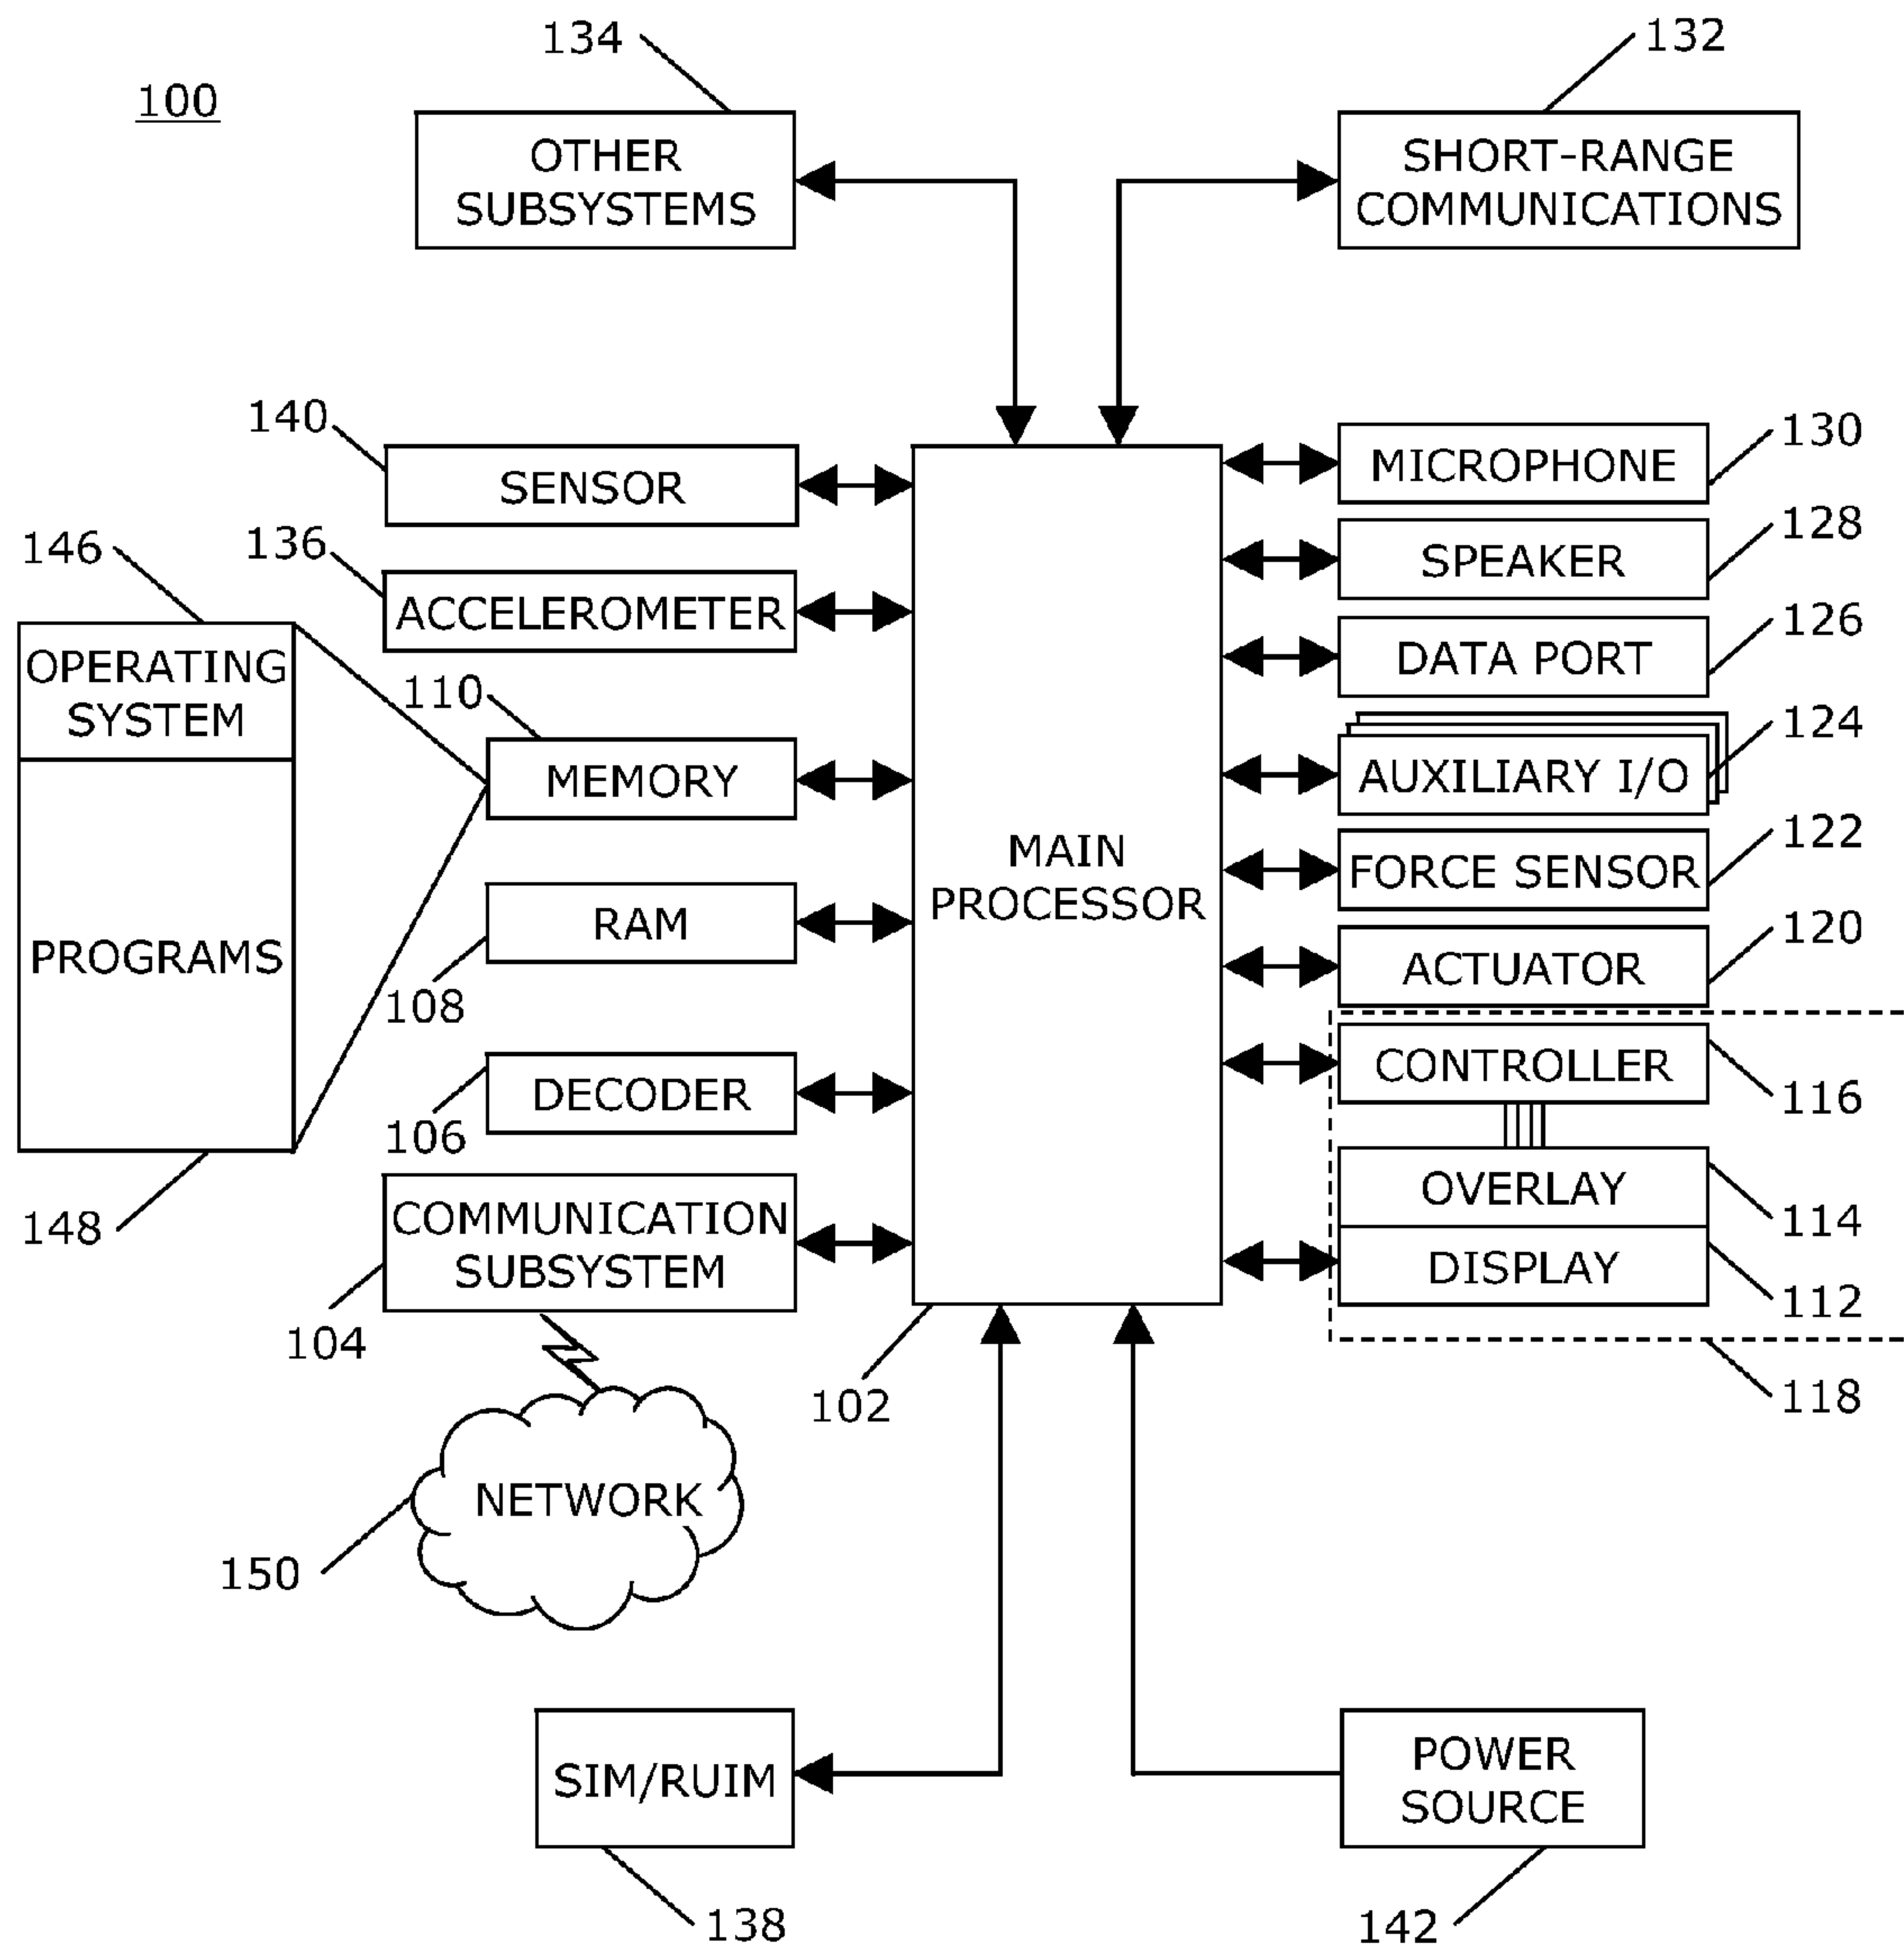 134
132
100
OTHER
SUBSYSTEMS
SHORT-RANGE
COMMUNICATIONS
140
SENSOR
130
MICROPHONE
146
136
ACCELEROMETER
128
SPEAKER
OPERATING
SYSTEM
110
MEMORY
126
DATA PORT
124
AUXILIARY I/O
MAIN
PROCESSOR
122
FORCE SENSOR
PROGRAMS
RAM
108
120
ACTUATOR
DECODER
106
CONTROLLER
116
148
COMMUNICATION
SUBSYSTEM
104
OVERLAY
114
DISPLAY
112
102
118
NETWORK
150
SIM/RUIM
138
POWER
SOURCE
142